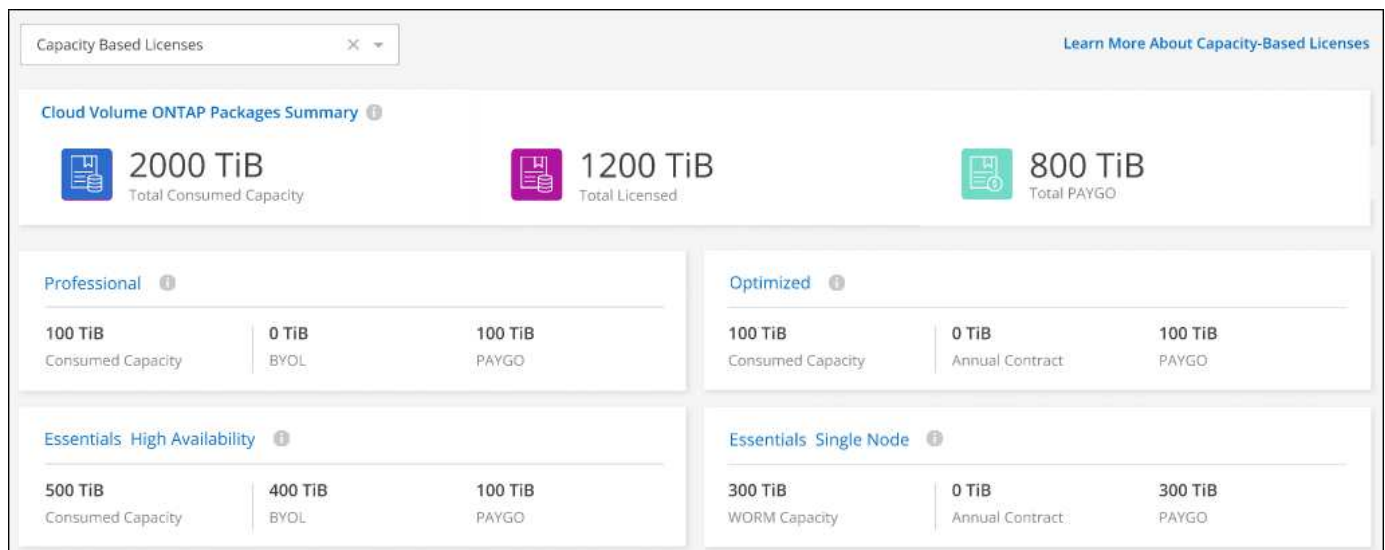 Capacity Based Licenses
Learn More About Capacity-Based Licenses
Cloud Volume ONTAP Packages Summary
2000 TiB
Total Consumed Capacity
1200 TiB
Total Licensed
800 TiB
Total PAYGO
Professional
100 TiB 0 TiB 100 TiB
Consumed Capacity BYOL PAYGO
Optimized
100 TiB 0 TiB 100 TiB
Consumed Capacity Annual Contract PAYGO
Essentials High Availability
500 TiB 400 TiB 100 TiB
Consumed Capacity BYOL PAYGO
Essentials Single Node
300 TiB 0 TiB 300 TiB
WORM Capacity Annual Contract PAYGO